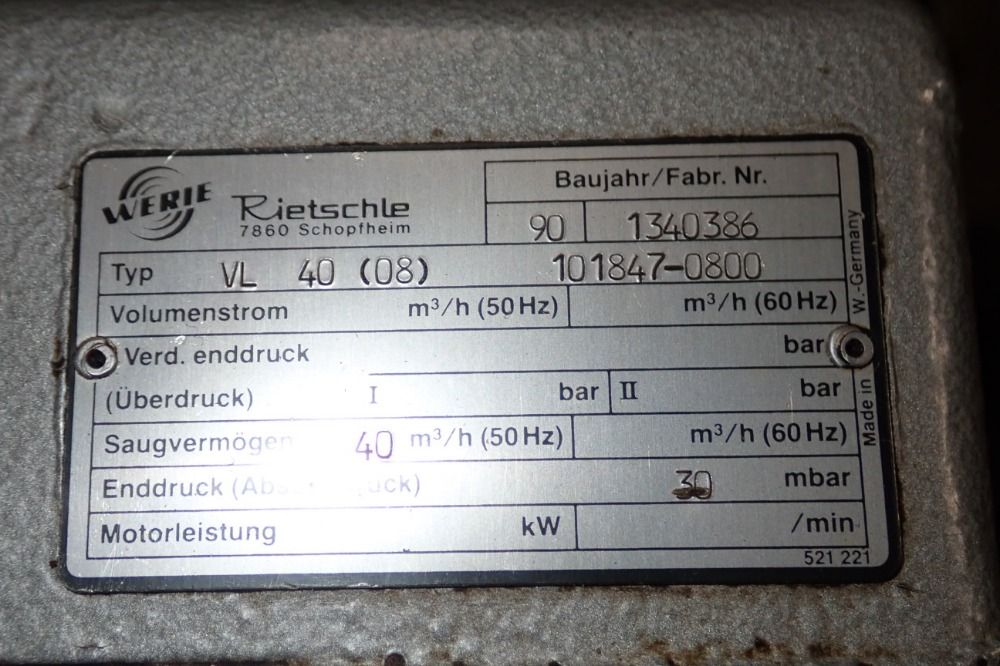 WERIE Rietschle
7860 Schopfheim
Baujahr/Fabr. Nr.
90 1340386
Typ VL 40 (08) 101847-0800
Volumenstrom m³/h (50 Hz) m³/h (60 Hz)
Verd. enddruck bar
(Überdruck) I bar II bar
Saugvermögen 40 m³/h (50 Hz) m³/h (60 Hz)
Enddruck 30 mbar
Motorleistung kW /min
521 221
Made in W.-Germany